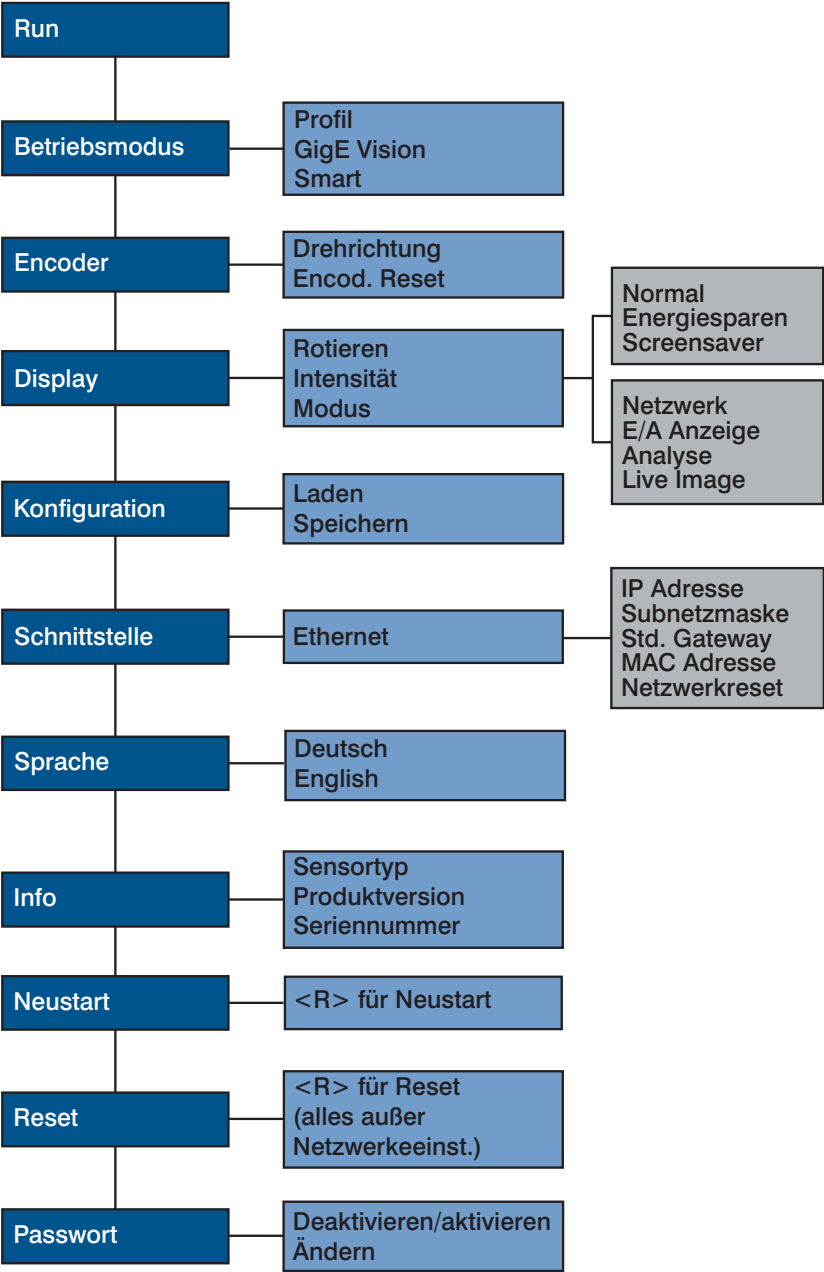 Run
Betriebsmodus
Profil
GigE Vision
Smart
Encoder
Drehrichtung
Encod. Reset
Display
Rotieren
Intensität
Modus
Normal
Energiesparen
Screensaver
Netzwerk
E/A Anzeige
Analyse
Live Image
Konfiguration
Laden
Speichern
Schnittstelle
Ethernet
IP Adresse
Subnetzmaske
Std. Gateway
MAC Adresse
Netzwerkreset
Sprache
Deutsch
English
Info
Sensortyp
Produktversion
Seriennummer
Neustart
<R> für Neustart
Reset
<R> für Reset
(alles außer
Netzwerkeeinst.)
Passwort
Deaktivieren/aktivieren
Ändern